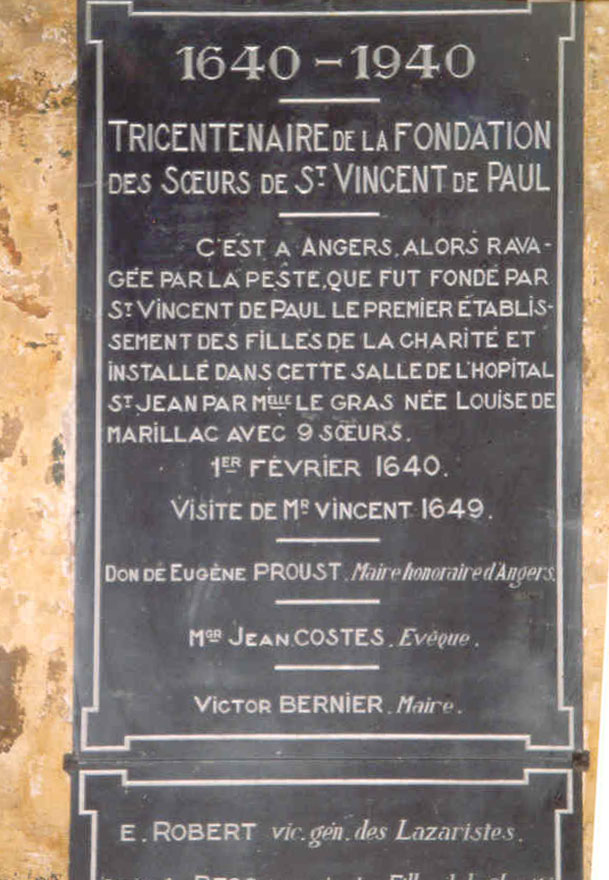 1640 - 1940
TRICENTENAIRE DE LA FONDATION
DES SŒURS DE ST VINCENT DE PAUL
C'EST A ANGERS, ALORS RAVA-
GÉE PAR LA PESTE, QUE FUT FONDÉ PAR
ST VINCENT DE PAUL LE PREMIER ÉTABLIS-
SEMENT DES FILLES DE LA CHARITÉ ET
INSTALLÉ DANS CETTE SALLE DE L'HOPITAL
ST JEAN PAR MELLE LE GRAS NÉE LOUISE DE
MARILLAC AVEC 9 SŒURS.
1ER FÉVRIER 1640.
VISITE DE MR VINCENT 1649.
DON DE EUGÈNE PROUST. Maire honoraire d'Angers.
MGR JEAN COSTES. Evêque.
VICTOR BERNIER. Maire.
E. ROBERT vic. gén. des Lazaristes.